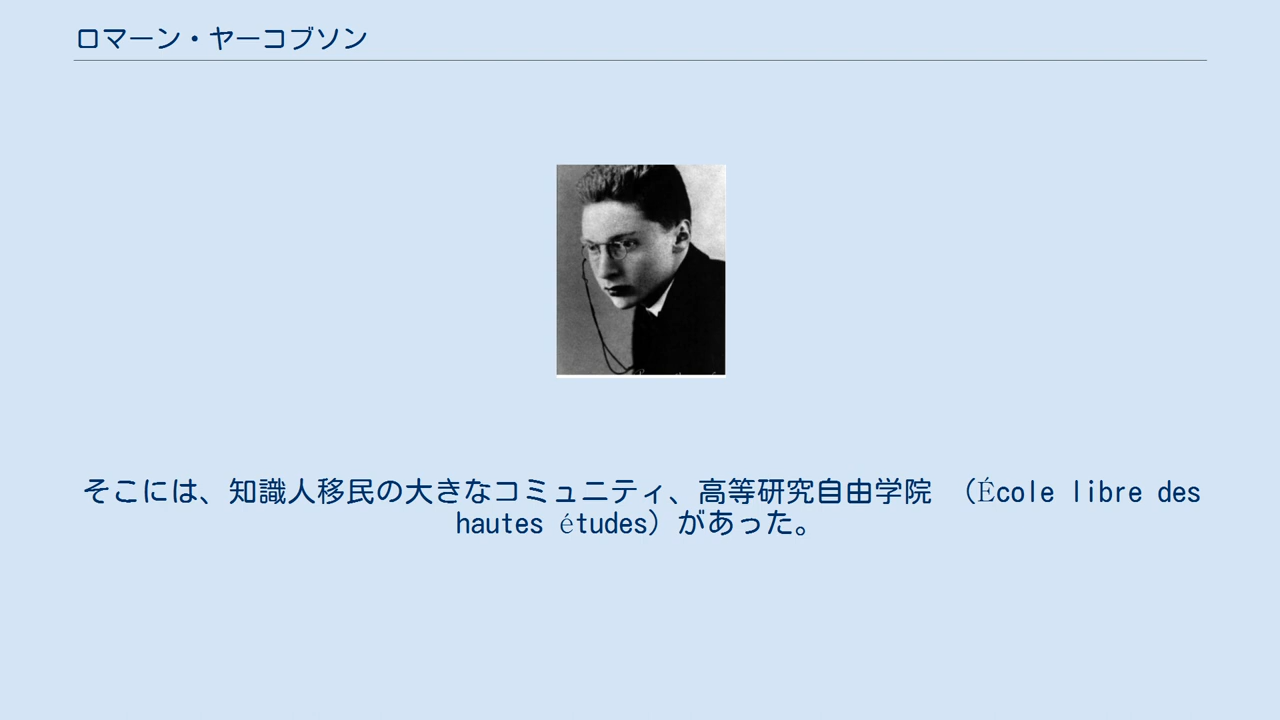 ロマーン・ヤーコブソン
そこには、知識人移民の大きなコミュニティ、高等研究自由学院 （École libre des
hautes études）があった。